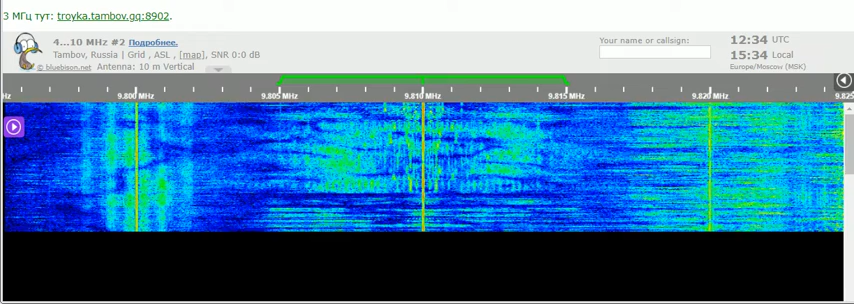 3 МГц тут: troyka.tambov.gq:8902.
4...10 MHz #2 Подробнее.
Tambov, Russia | Grid , ASL , [map], SNR 0:0 dB
© bluebison.net Antenna: 10 m Vertical
Your name or callsign:
12:34 UTC
15:34 Local
Europe/Moscow (MSK)
Hz 9.800 MHz 9.805 MHz 9.810 MHz 9.815 MHz 9.820 MHz 9.825